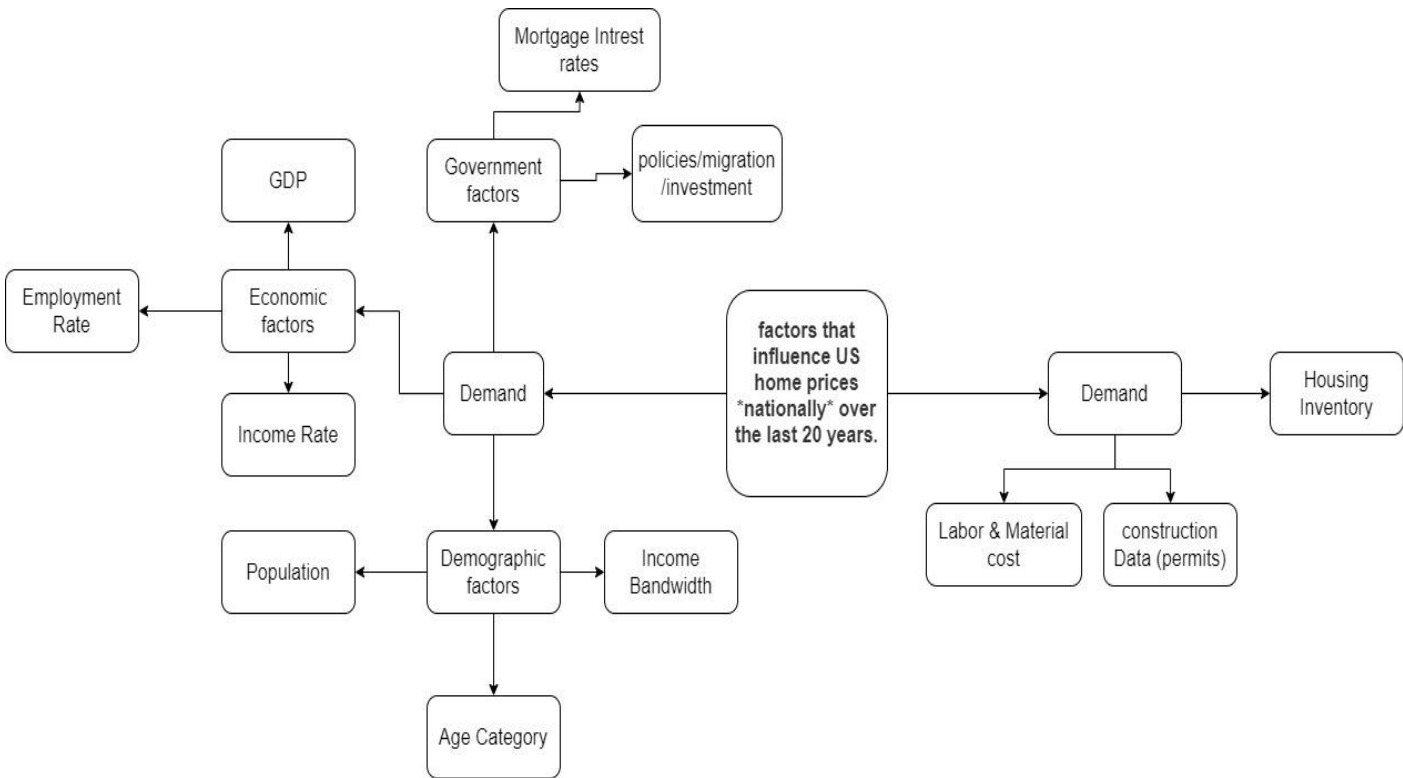 Mortgage Intrest
rates
GDP
Government
factors
policies/migration
/investment
Employment
Rate
Economic
factors
factors that
influence US
home prices
*nationally* over
the last 20 years.
Demand
Demand
Housing
Inventory
Income Rate
Labor & Material
cost
construction
Data (permits)
Population
Demographic
factors
Income
Bandwidth
Age Category